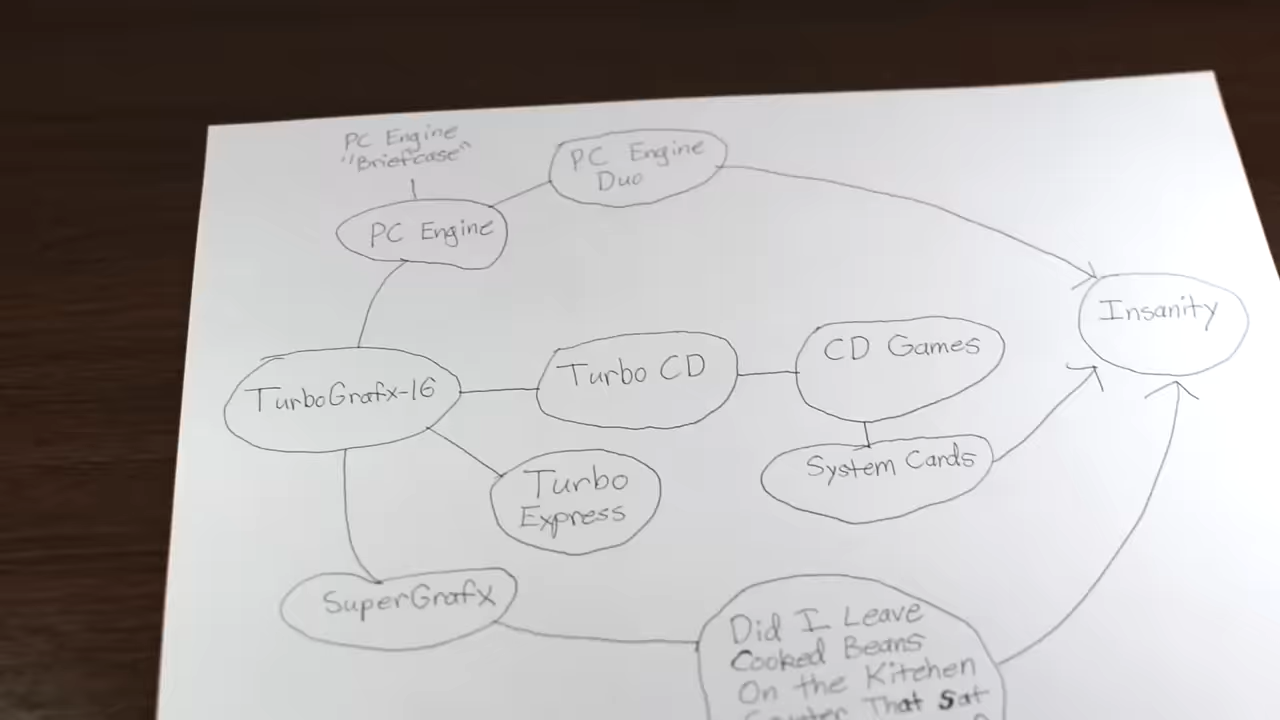 PC Engine
"Briefcase"
PC Engine
Duo
PC Engine
Insanity
CD Games
Turbo CD
TurboGrafx-16
System Cards
Turbo
Express
SuperGrafx
Did I Leave
Cooked Beans
On the Kitchen
Counter That Sat